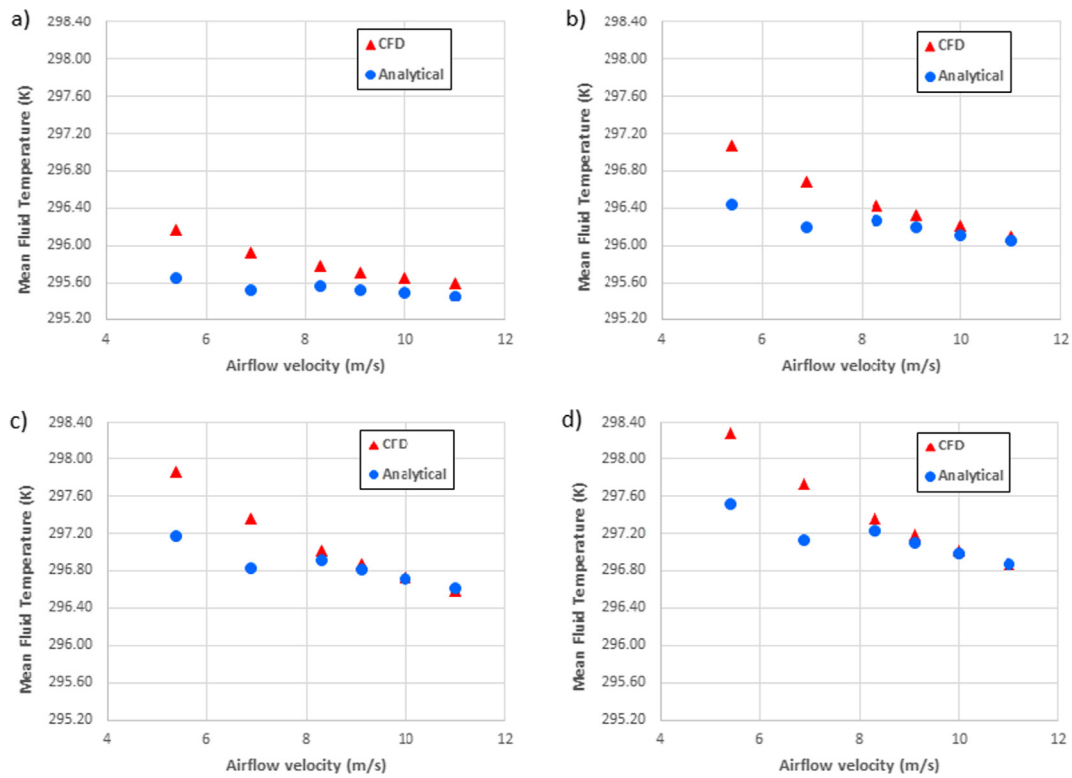 a)
298.40
298.00
297.60
297.20
296.80
296.40
296.00
295.60
295.20
Mean Fluid Temperature (K)
CFD
Analytical
4 6 8 10 12
Airflow velocity (m/s)
b)
298.40
298.00
297.60
297.20
296.80
296.40
296.00
295.60
295.20
Mean Fluid Temperature (K)
CFD
Analytical
4 6 8 10 12
Airflow velocity (m/s)
c)
298.40
298.00
297.60
297.20
296.80
296.40
296.00
295.60
295.20
Mean Fluid Temperature (K)
CFD
Analytical
4 6 8 10 12
Airflow velocity (m/s)
d)
298.40
298.00
297.60
297.20
296.80
296.40
296.00
295.60
295.20
Mean Fluid Temperature (K)
CFD
Analytical
4 6 8 10 12
Airflow velocity (m/s)